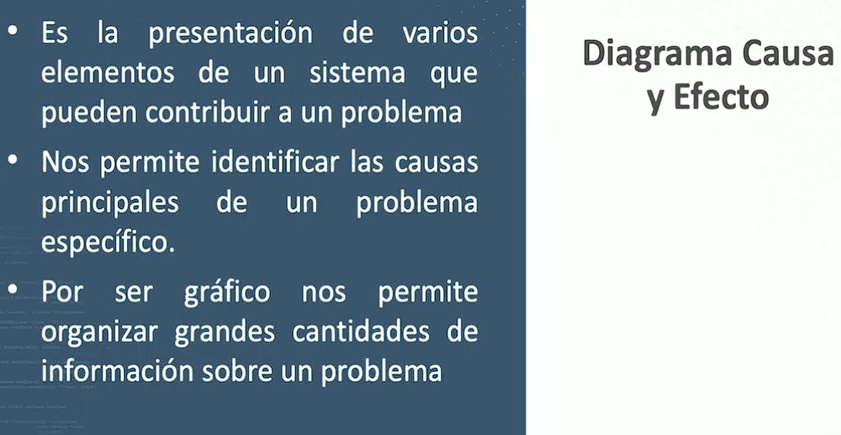 • Es la presentación de varios
elementos de un sistema que
pueden contribuir a un problema
• Nos permite identificar las causas
principales de un problema
específico.
• Por ser gráfico nos permite
organizar grandes cantidades de
información sobre un problema
Diagrama Causa
y Efecto